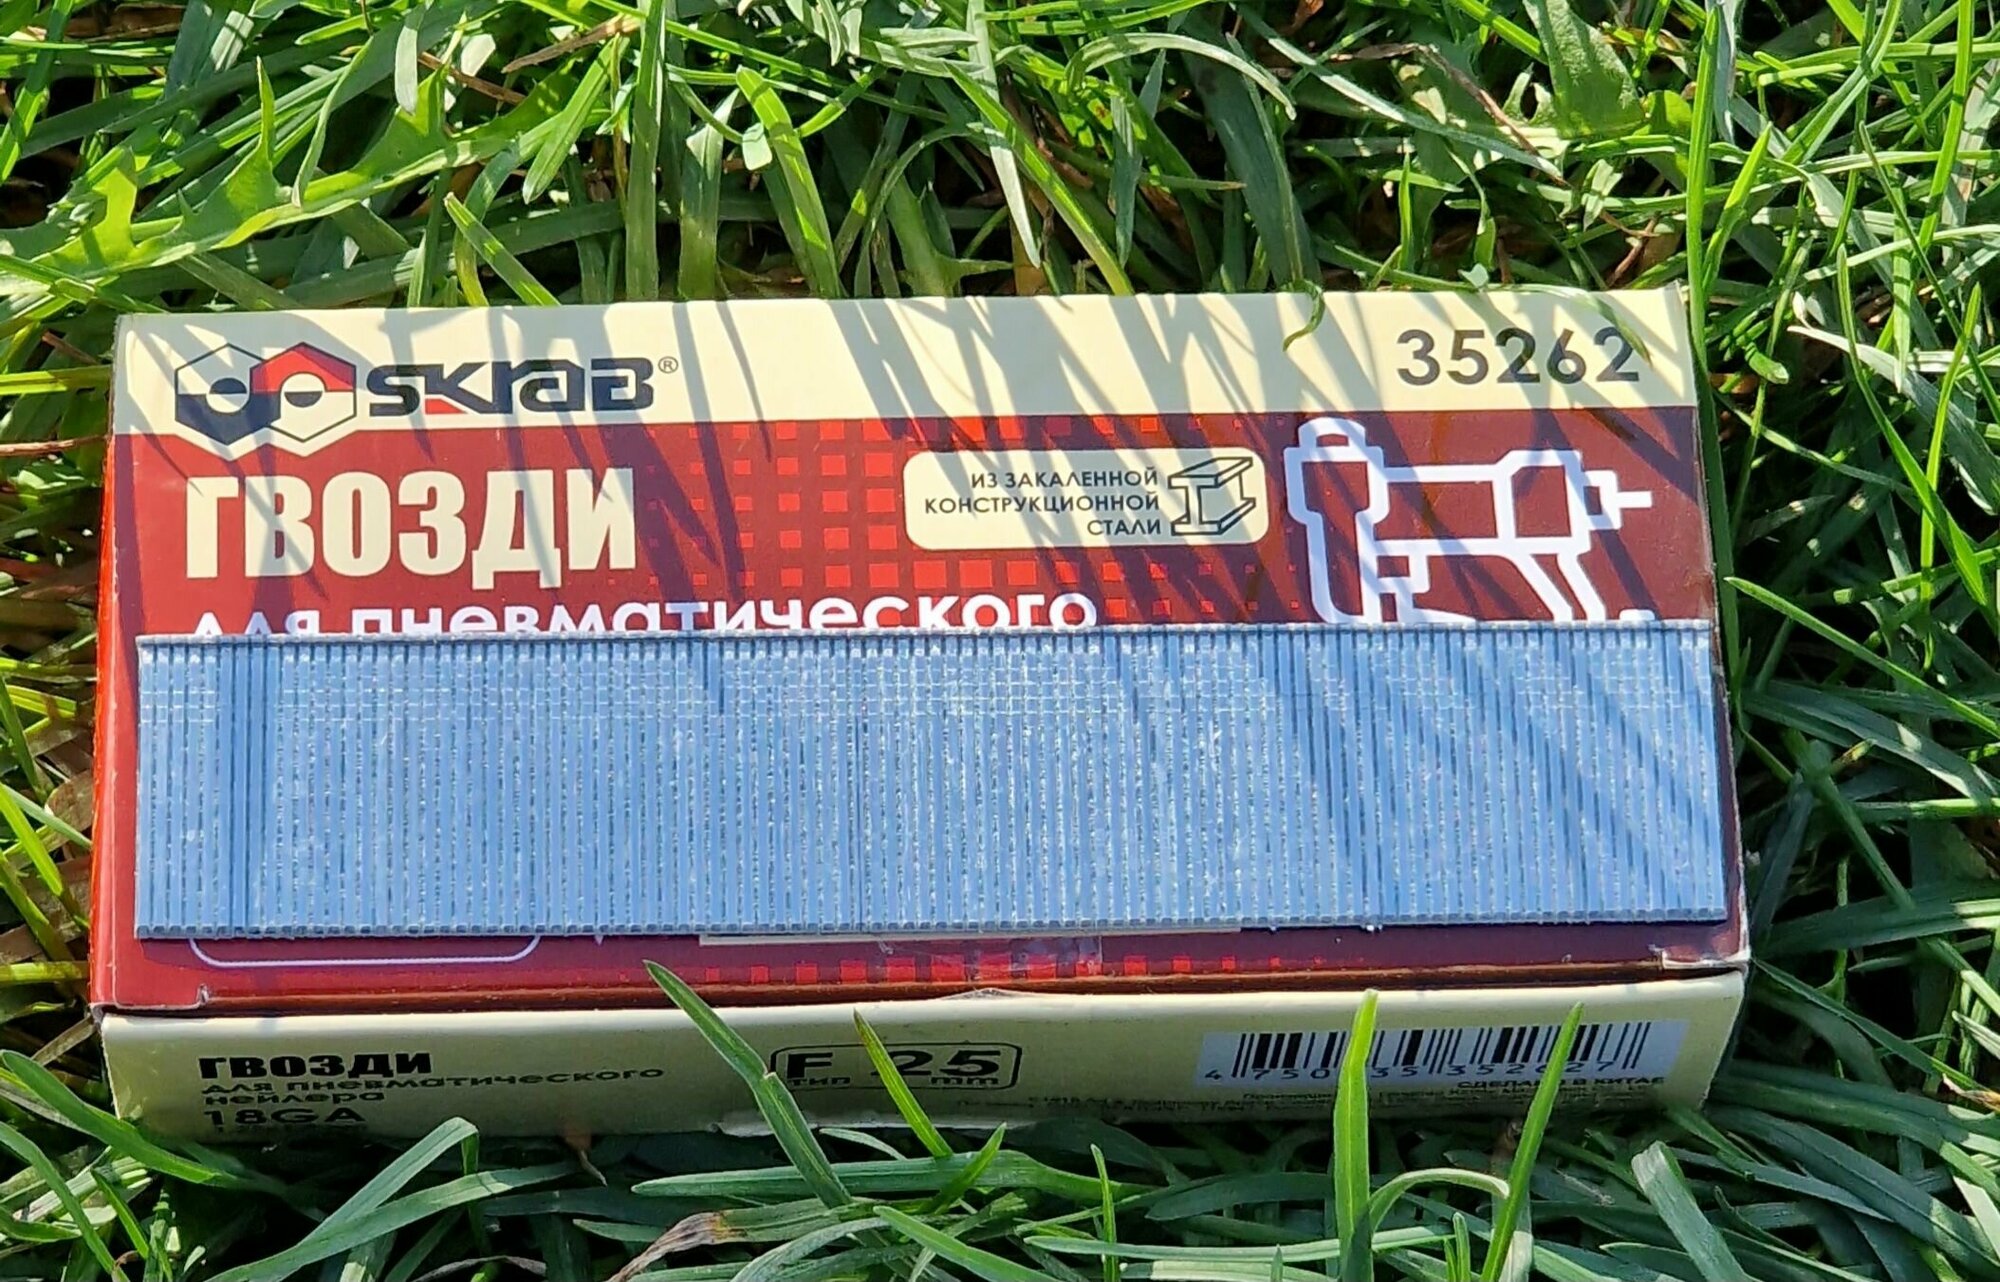 SKRAB®
35262
ГВОЗДИ
ИЗ ЗАКАЛЕННОЙ
КОНСТРУКЦИОННОЙ
СТАЛИ
для пневматического
ГВОЗДИ
для пневматического
нейлера
18GA
F 25
тип mm
СДЕЛАНО В КИТАЕ